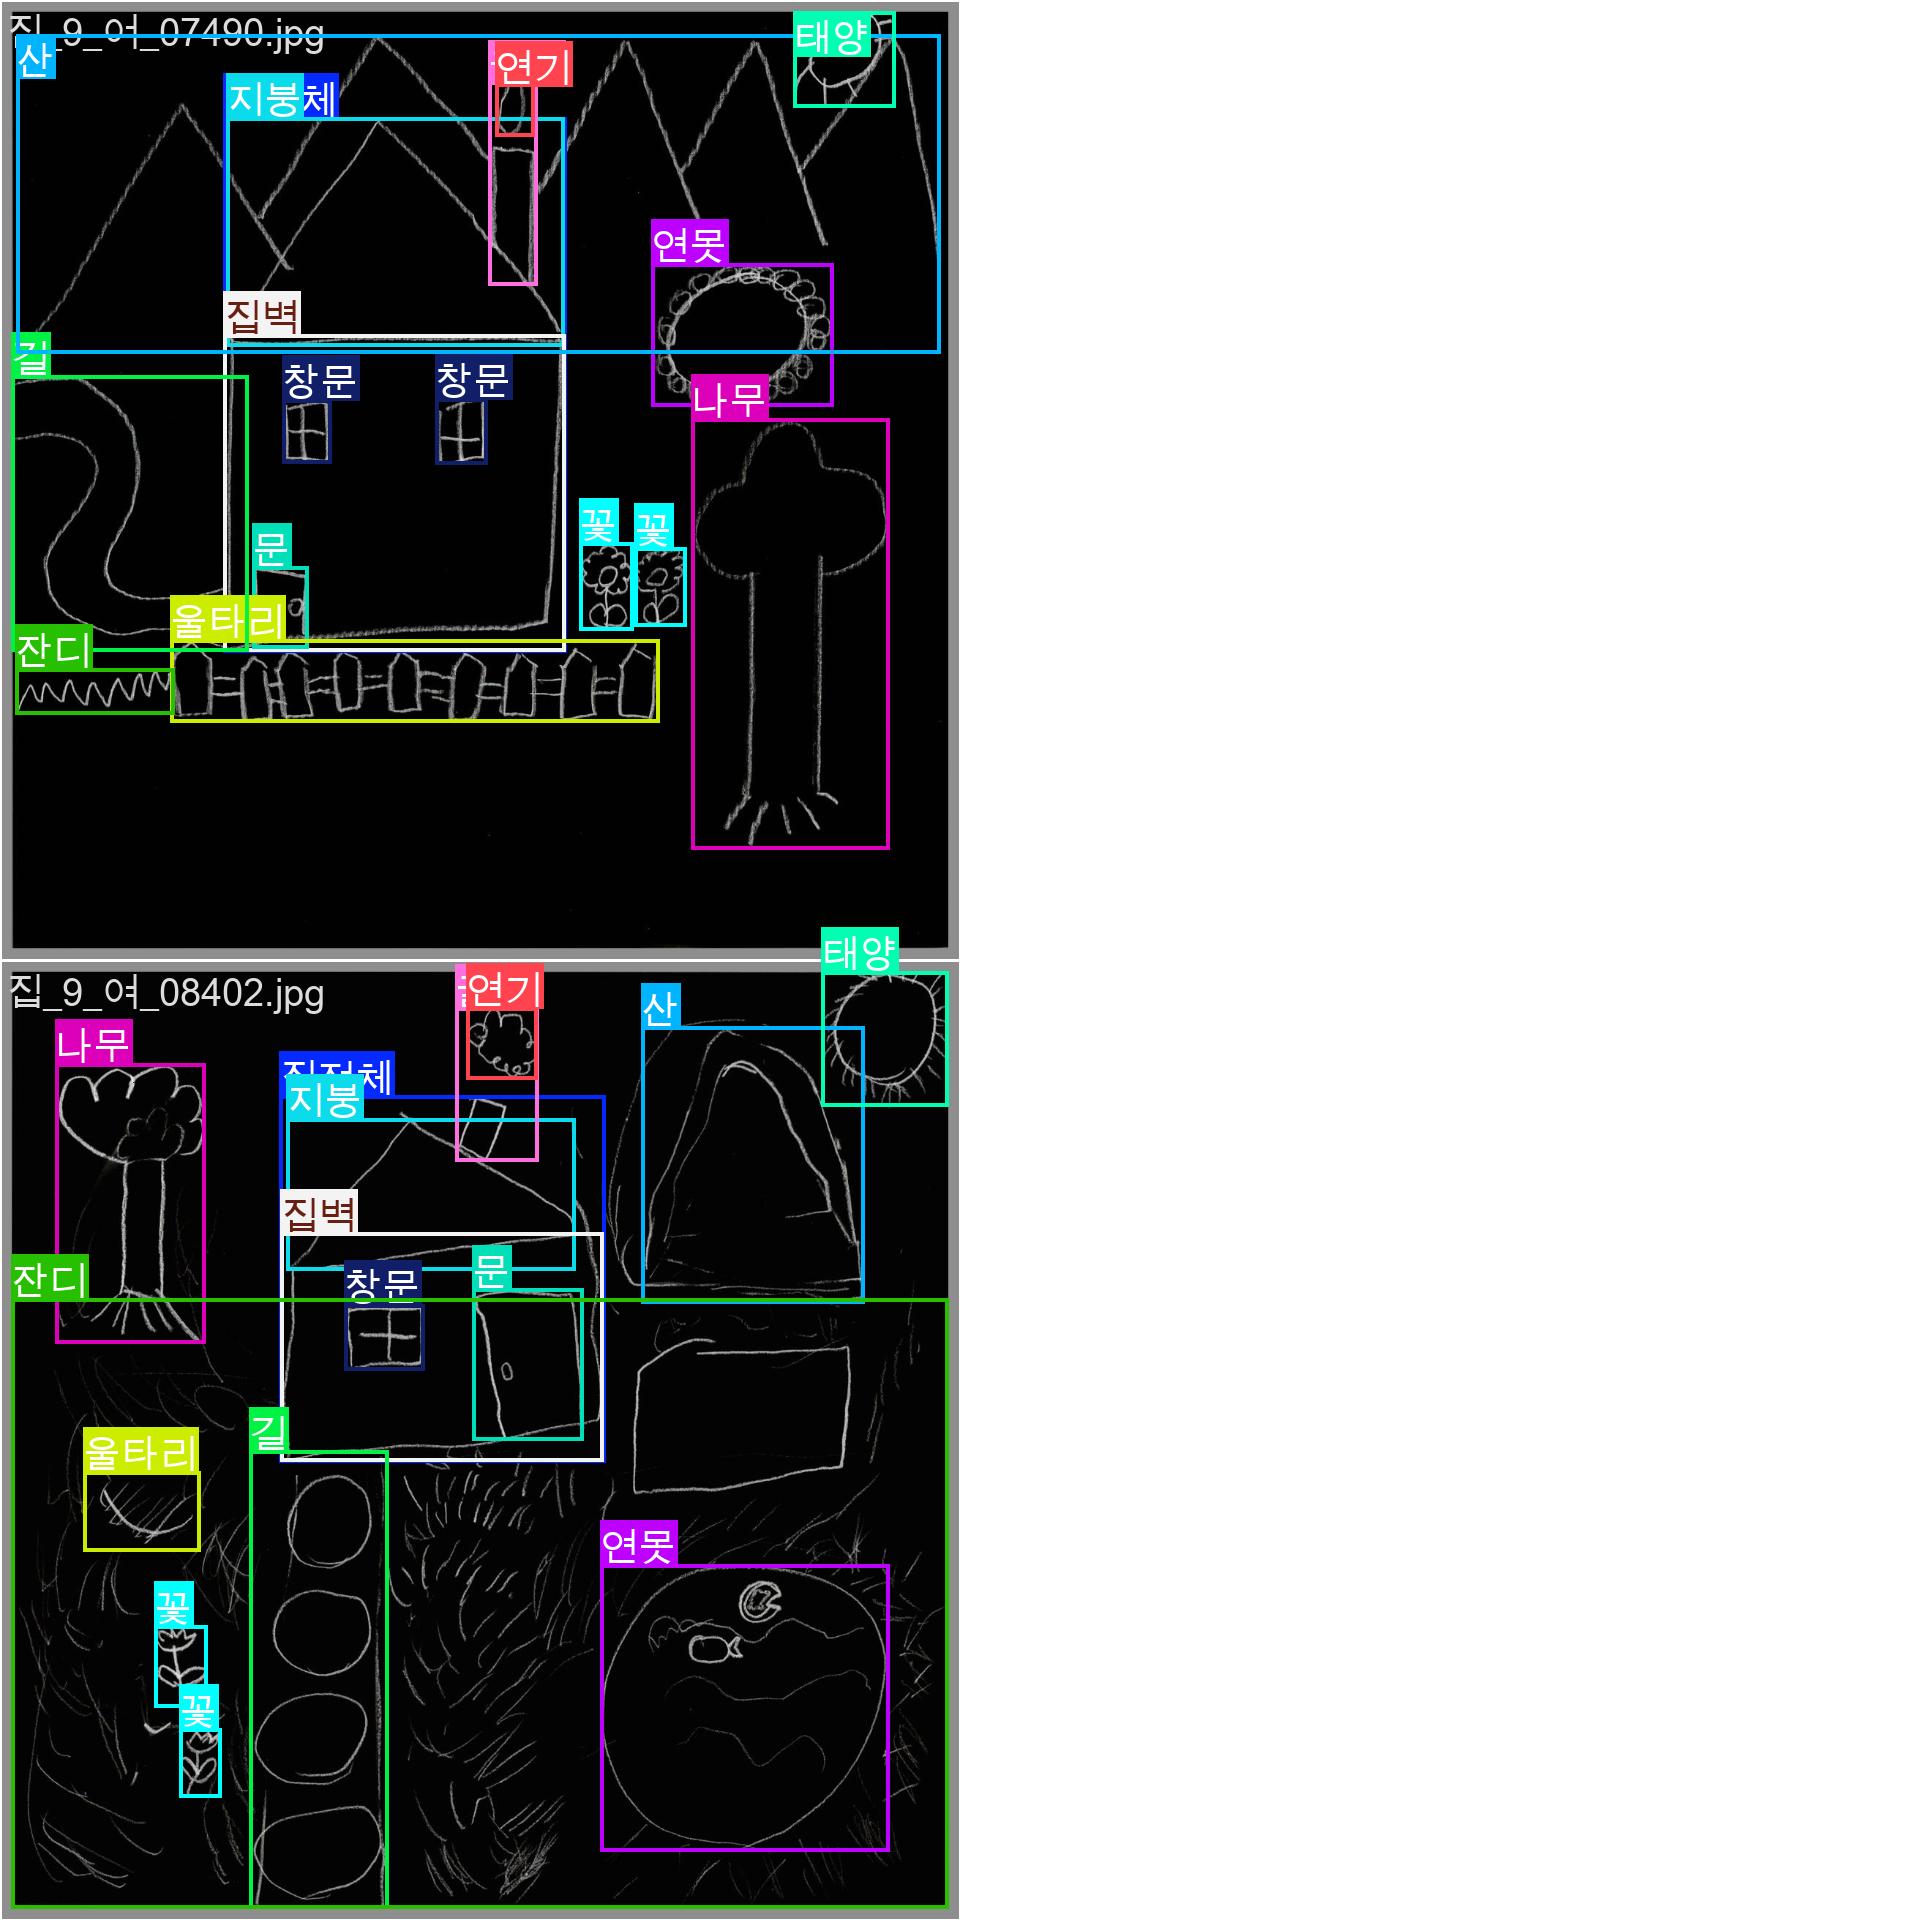 집_9_여_07490.jpg
태양
산
연기
지붕체
연못
집벽
길
창문
창문
나무
꽃
꽃
문
울타리
잔디
태양
집_9_여_08402.jpg
연기
산
나무
지붕
집벽
문
잔디
창문
길
울타리
연못
꽃
꽃